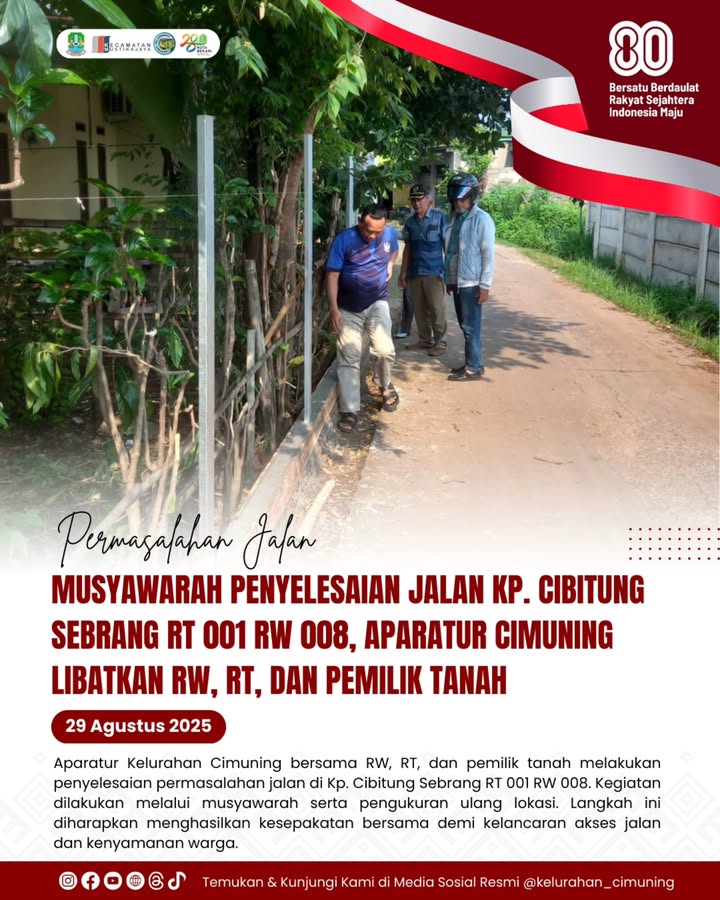 KECAMATAN
MUSTIKAJAYA
80
Bersatu Berdaulat
Rakyat Sejahtera
Indonesia Maju
Permasalahan Jalan
MUSYAWARAH PENYELESAIAN JALAN KP. CIBITUNG
SEBRANG RT 001 RW 008, APARATUR CIMUNING
LIBATKAN RW, RT, DAN PEMILIK TANAH
29 Agustus 2025
Aparatur Kelurahan Cimuning bersama RW, RT, dan pemilik tanah melakukan
penyelesaian permasalahan jalan di Kp. Cibitung Sebrang RT 001 RW 008. Kegiatan
dilakukan melalui musyawarah serta pengukuran ulang lokasi. Langkah ini
diharapkan menghasilkan kesepakatan bersama demi kelancaran akses jalan
dan kenyamanan warga.
Temukan & Kunjungi Kami di Media Sosial Resmi @kelurahan_cimuning